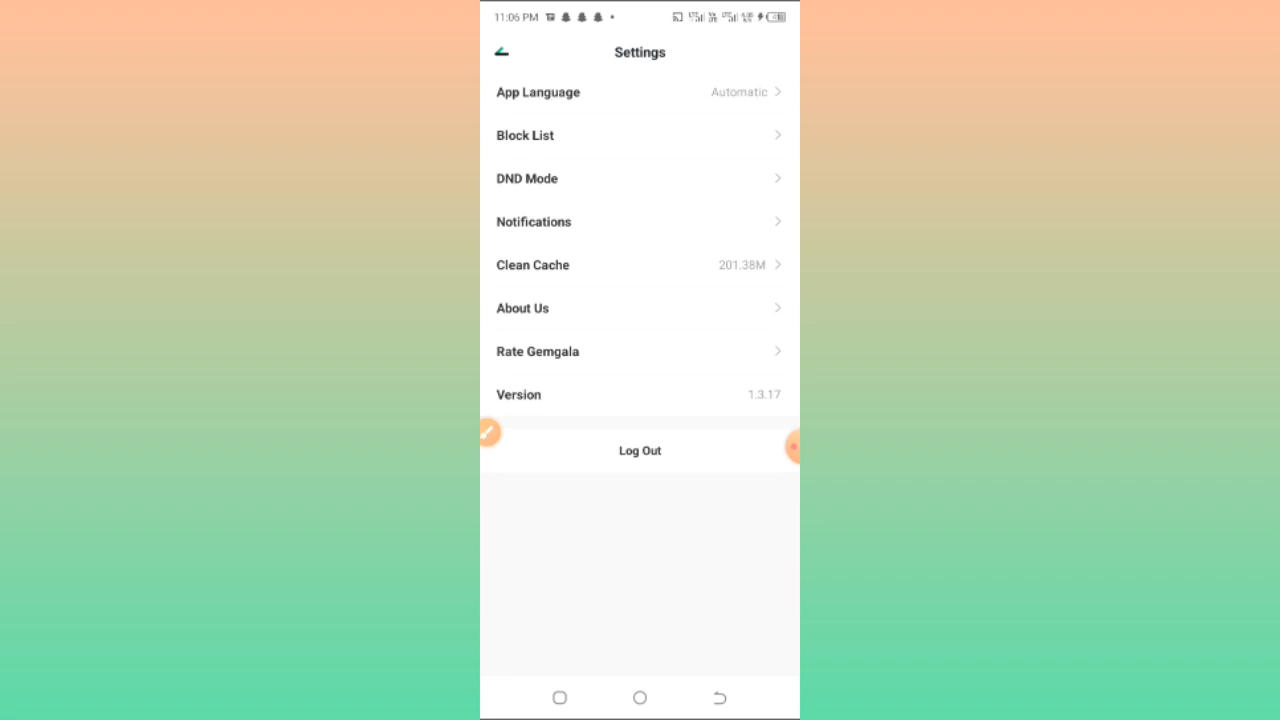 11:06 PM
Settings
App Language Automatic
Block List
DND Mode
Notifications
Clean Cache 201.38M
About Us
Rate Gemgala
Version 1.3.17
Log Out